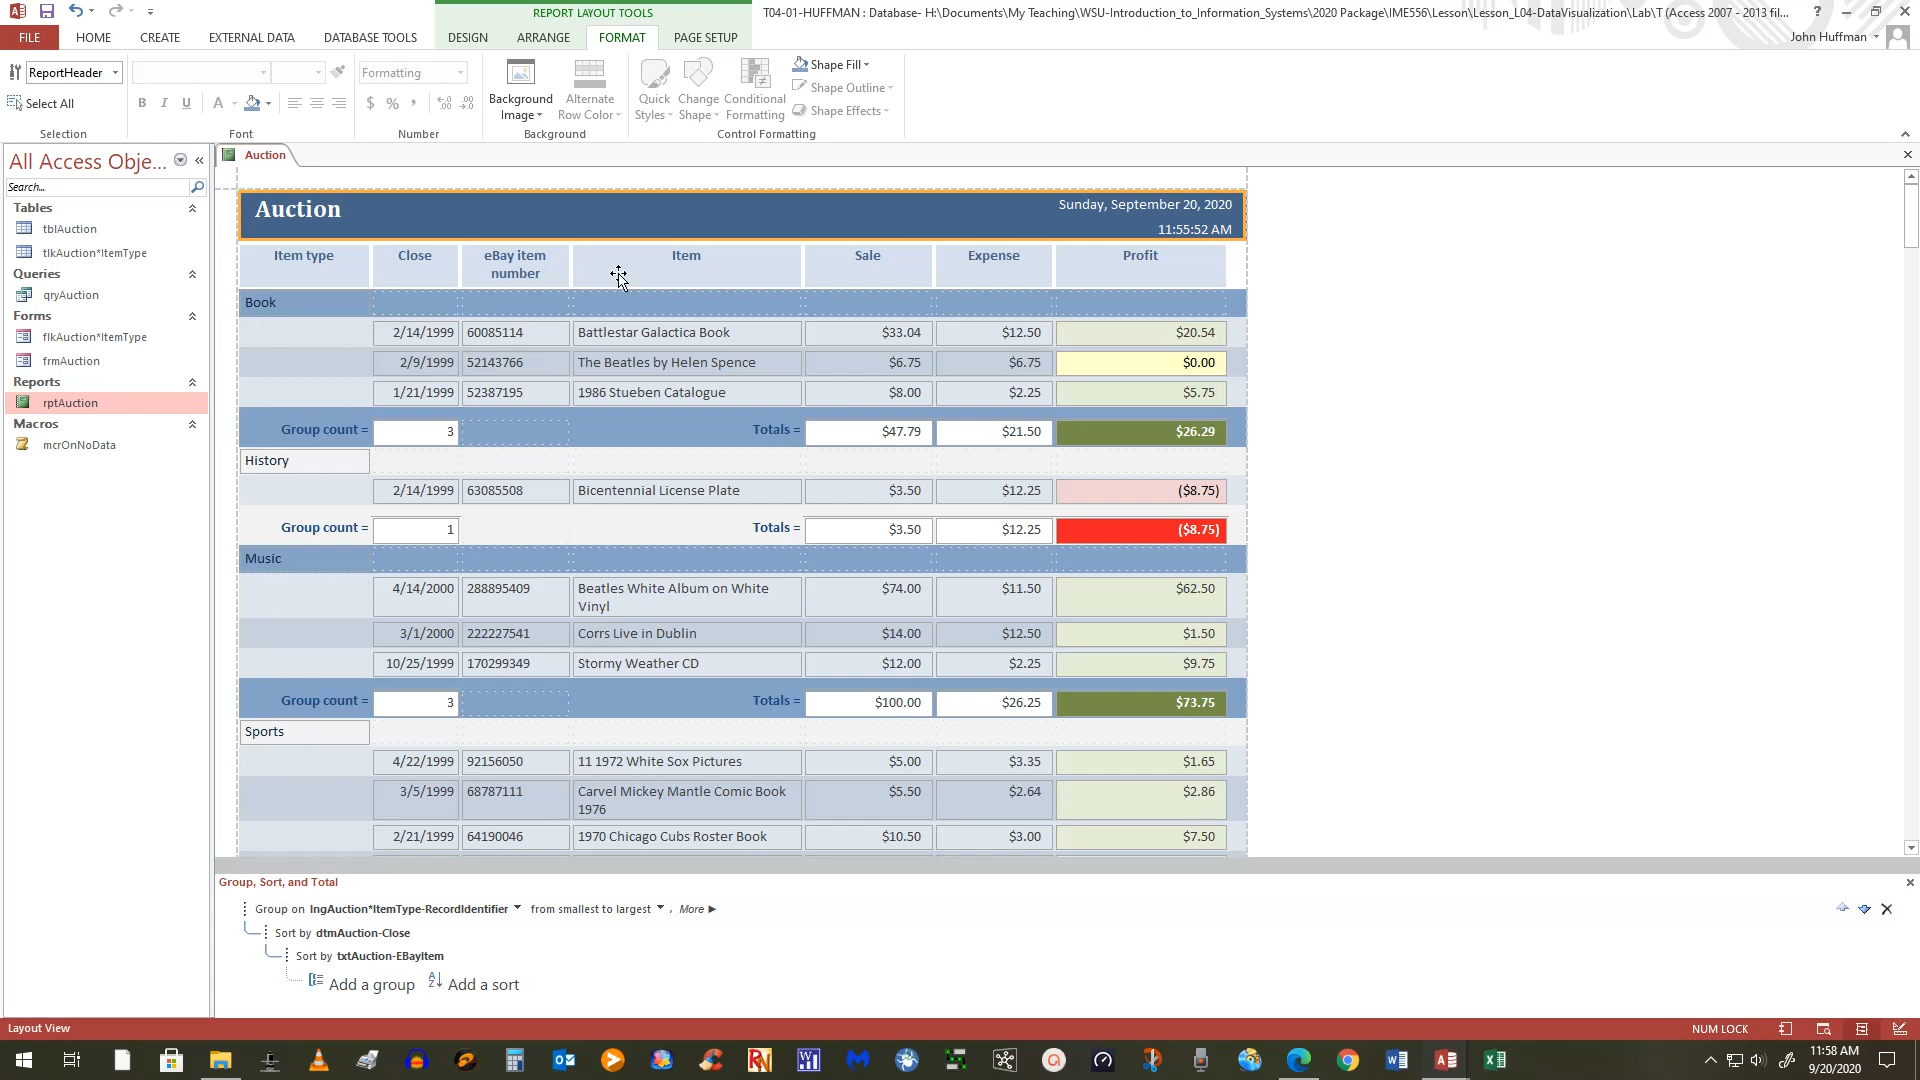 REPORT LAYOUT TOOLS
T04-01-HUFFMAN : Database- H:\Documents\My Teaching\WSU-Introduction_to_Information_Systems\2020 Package\IME556\Lesson\Lesson_L04-DataVisualization\Lab\T (Access 2007 - 2013 fil...
FILE HOME CREATE EXTERNAL DATA DATABASE TOOLS DESIGN ARRANGE FORMAT PAGE SETUP
John Huffman
ReportHeader
Select All
Selection
B I U A
Font
Formatting
$ % ,
Number
Background Image
Alternate Row Color
Background
Quick Styles
Change Shape
Conditional Formatting
Shape Fill
Shape Outline
Shape Effects
Control Formatting
All Access Obje...
Search...
Tables
tblAuction
tlkAuction*ItemType
Queries
qryAuction
Forms
flkAuction*ItemType
frmAuction
Reports
rptAuction
Macros
mcrOnNoData
Auction
Auction
Sunday, September 20, 2020
11:55:52 AM
Item type Close eBay item number Item Sale Expense Profit
Book
2/14/1999 60085114 Battlestar Galactica Book $33.04 $12.50 $20.54
2/9/1999 52143766 The Beatles by Helen Spence $6.75 $6.75 $0.00
1/21/1999 52387195 1986 Stueben Catalogue $8.00 $2.25 $5.75
Group count = 3 Totals = $47.79 $21.50 $26.29
History
2/14/1999 63085508 Bicentennial License Plate $3.50 $12.25 ($8.75)
Group count = 1 Totals = $3.50 $12.25 ($8.75)
Music
4/14/2000 288895409 Beatles White Album on White Vinyl $74.00 $11.50 $62.50
3/1/2000 222227541 Corrs Live in Dublin $14.00 $12.50 $1.50
10/25/1999 170299349 Stormy Weather CD $12.00 $2.25 $9.75
Group count = 3 Totals = $100.00 $26.25 $73.75
Sports
4/22/1999 92156050 11 1972 White Sox Pictures $5.00 $3.35 $1.65
3/5/1999 68787111 Carvel Mickey Mantle Comic Book 1976 $5.50 $2.64 $2.86
2/21/1999 64190046 1970 Chicago Cubs Roster Book $10.50 $3.00 $7.50
Group, Sort, and Total
Group on lngAuction*ItemType-RecordIdentifier from smallest to largest , More
Sort by dtmAuction-Close
Sort by txtAuction-EBayItem
Add a group Add a sort
Layout View
NUM LOCK
11:58 AM
9/20/2020